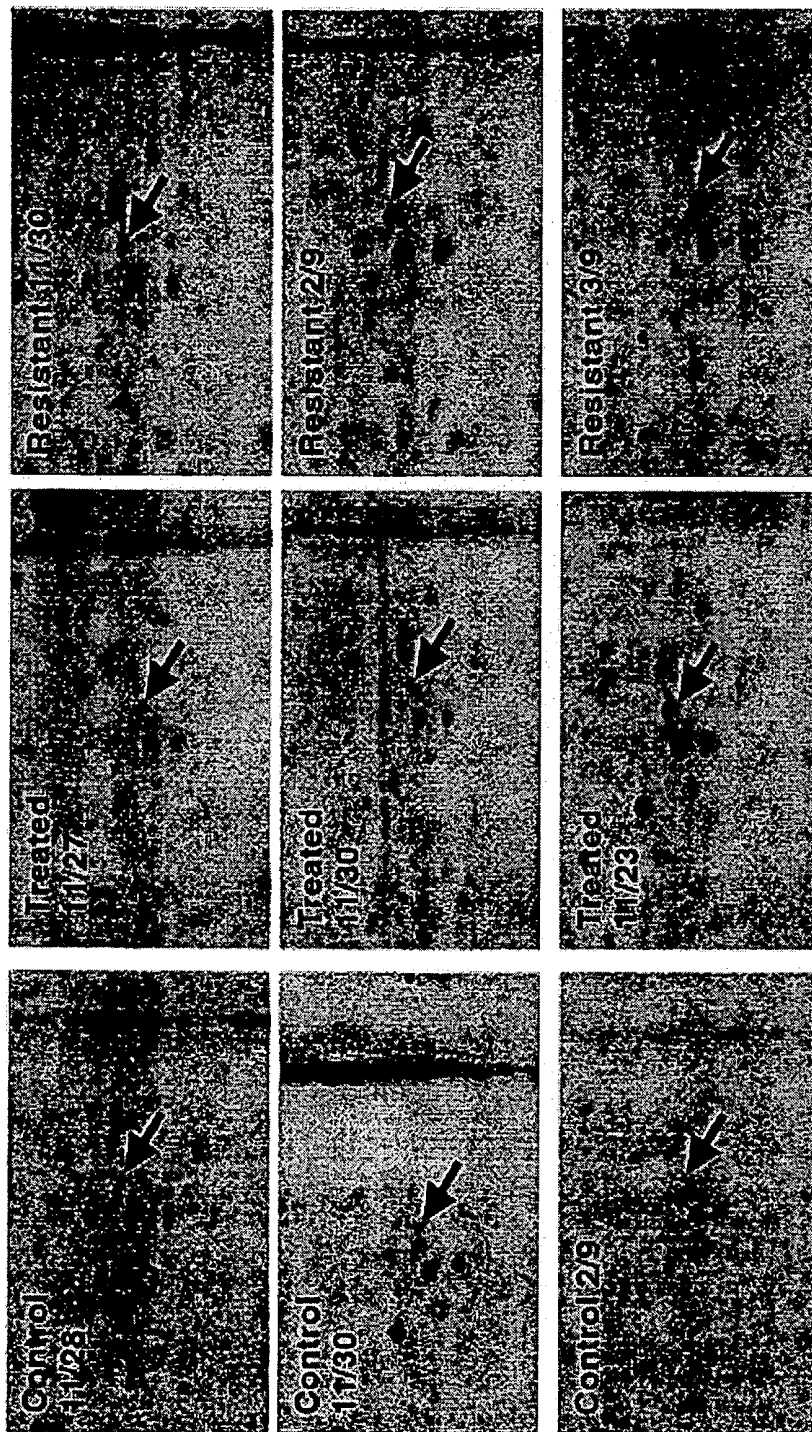 Control
11/28
Treated
11/27
Resistant 11/30
Control
11/30
Treated
11/30
Resistant 2/9
Control 2/9
Treated
11/23
Resistant 3/9